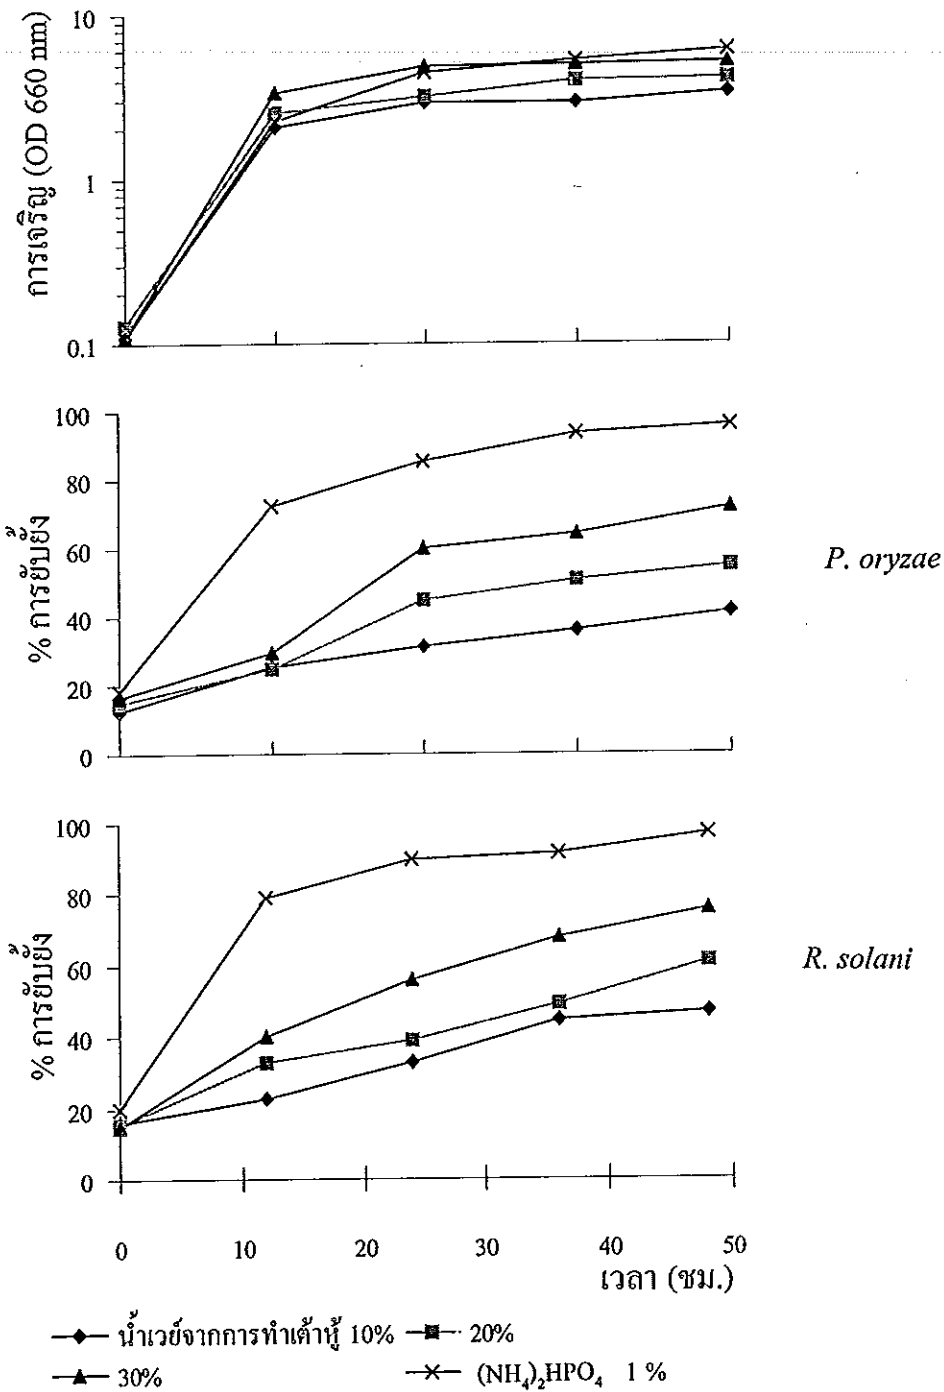 การเจริญ (OD 660 nm)
10
1
0.1
% การยับยั้ง
100
80
60
40
20
0
P. oryzae
% การยับยั้ง
100
80
60
40
20
0
R. solani
0 10 20 30 40 50
เวลา (ชม.)
น้ำเวย์จากการทำเต้าหู้ 10% 20%
30% (NH₄)₂HPO₄ 1 %